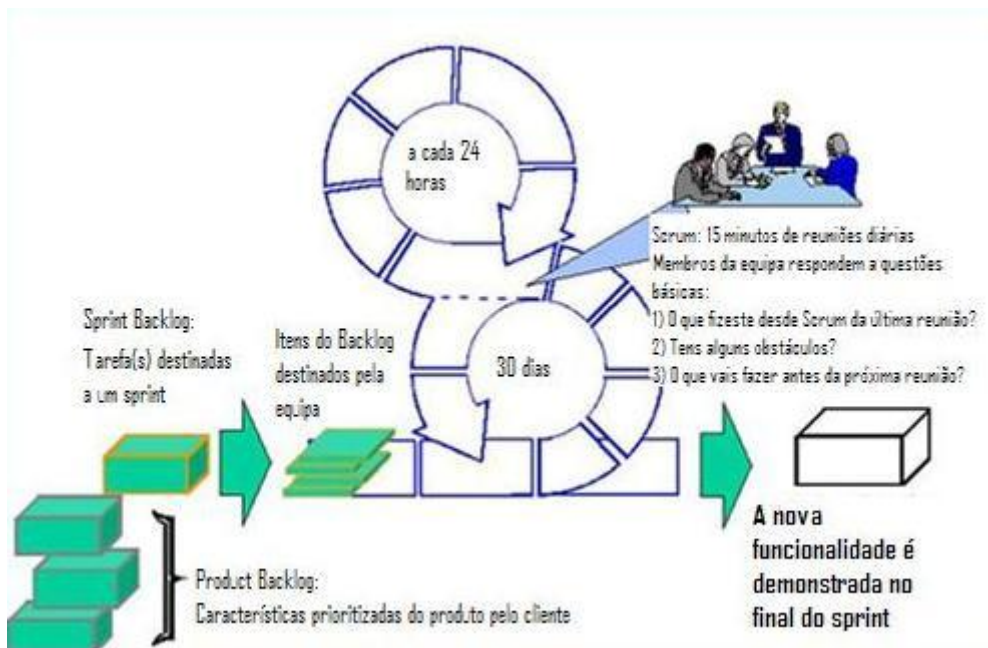 a cada 24
horas
Scrum: 15 minutos de reuniões diárias
Membros da equipa respondem a questões
básicas:
1) O que fizeste desde Scrum da última reunião?
2) Tens alguns obstáculos?
3) O que vais fazer antes da próxima reunião?
Sprint Backlog:
Tarefa(s) destinadas
a um sprint
Itens do Backlog
destinados pela
equipa
30 dias
A nova
funcionalidade é
demonstrada no
final do sprint
Product Backlog:
Características prioritizadas do produto pelo cliente